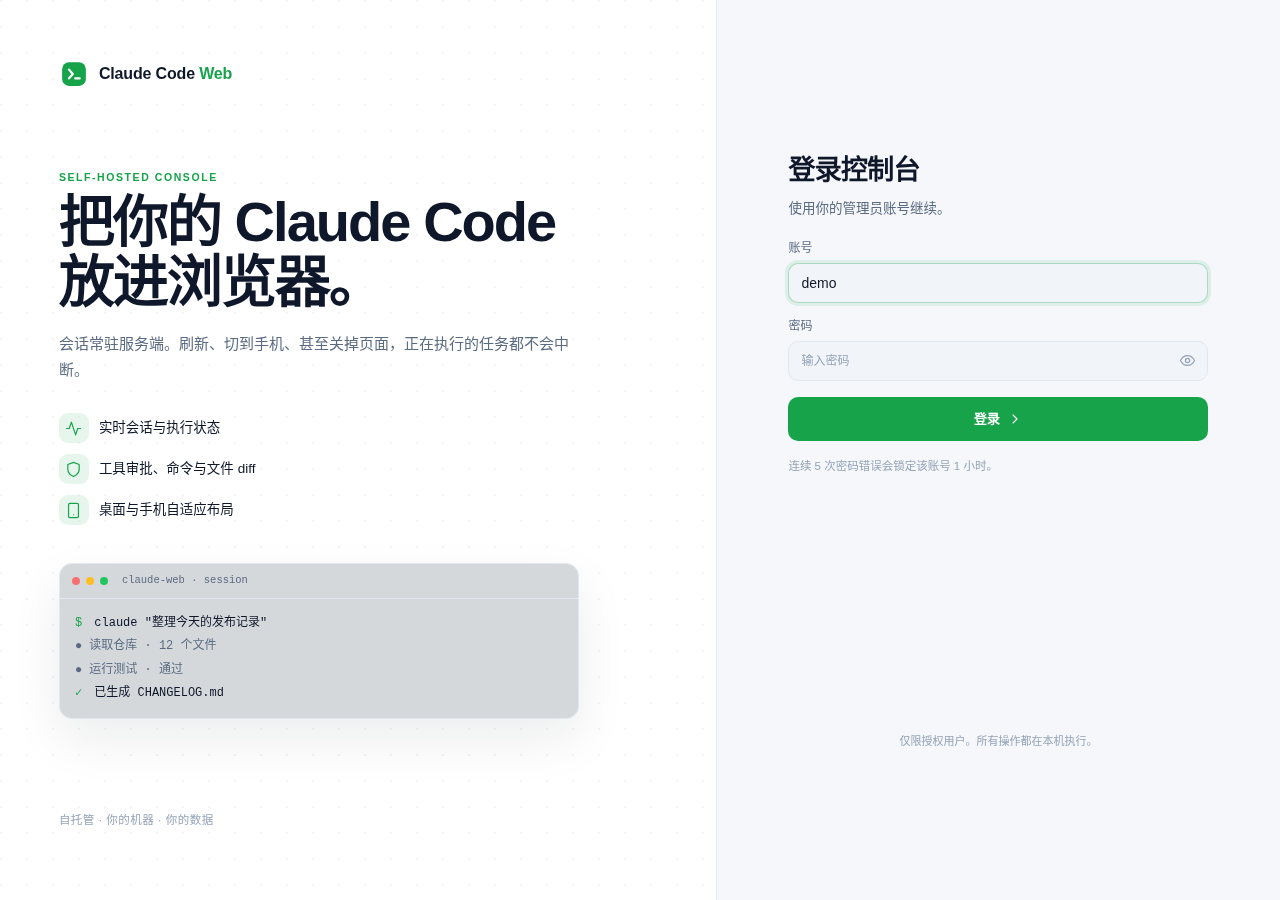 Claude Code Web
SELF-HOSTED CONSOLE
把你的 Claude Code
放进浏览器。
会话常驻服务端。刷新、切到手机、甚至关掉页面，正在执行的任务都不会中
断。
实时会话与执行状态
工具审批、命令与文件 diff
桌面与手机自适应布局
claude-web · session
$ claude "整理今天的发布记录"
● 读取仓库 · 12 个文件
● 运行测试 · 通过
✓ 已生成 CHANGELOG.md
自托管 · 你的机器 · 你的数据
登录控制台
使用你的管理员账号继续。
账号
demo
密码
输入密码
登录
连续 5 次密码错误会锁定该账号 1 小时。
仅限授权用户。所有操作都在本机执行。